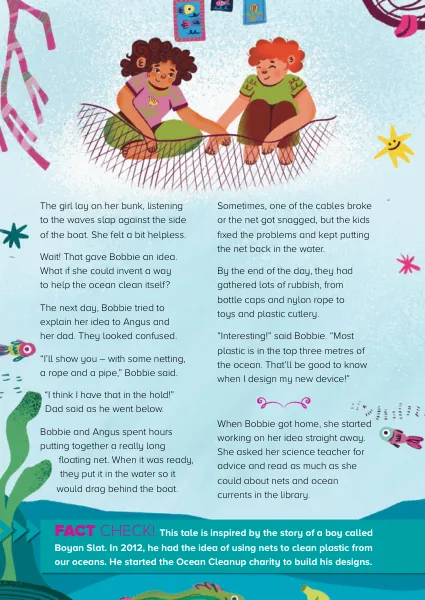 The girl lay on her bunk, listening
to the waves slap against the side
of the boat. She felt a bit helpless.
Wait! That gave Bobbie an idea.
What if she could invent a way
to help the ocean clean itself?
The next day, Bobbie tried to
explain her idea to Angus and
her dad. They looked confused.
“I’ll show you – with some netting,
a rope and a pipe,” Bobbie said.
“I think I have that in the hold!”
Dad said as he went below.
Bobbie and Angus spent hours
putting together a really long
floating net. When it was ready,
they put it in the water so it
would drag behind the boat.
Sometimes, one of the cables broke
or the net got snagged, but the kids
fixed the problems and kept putting
the net back in the water.
By the end of the day, they had
gathered lots of rubbish, from
bottle caps and nylon rope to
toys and plastic cutlery.
“Interesting!” said Bobbie. “Most
plastic is in the top three metres of
the ocean. That’ll be good to know
when I design my new device!”
When Bobbie got home, she started
working on her idea straight away.
She asked her science teacher for
advice and read as much as she
could about nets and ocean
currents in the library.
FACT CHECK! This tale is inspired by the story of a boy called
Boyan Slat. In 2012, he had the idea of using nets to clean plastic from
our oceans. He started the Ocean Cleanup charity to build his designs.